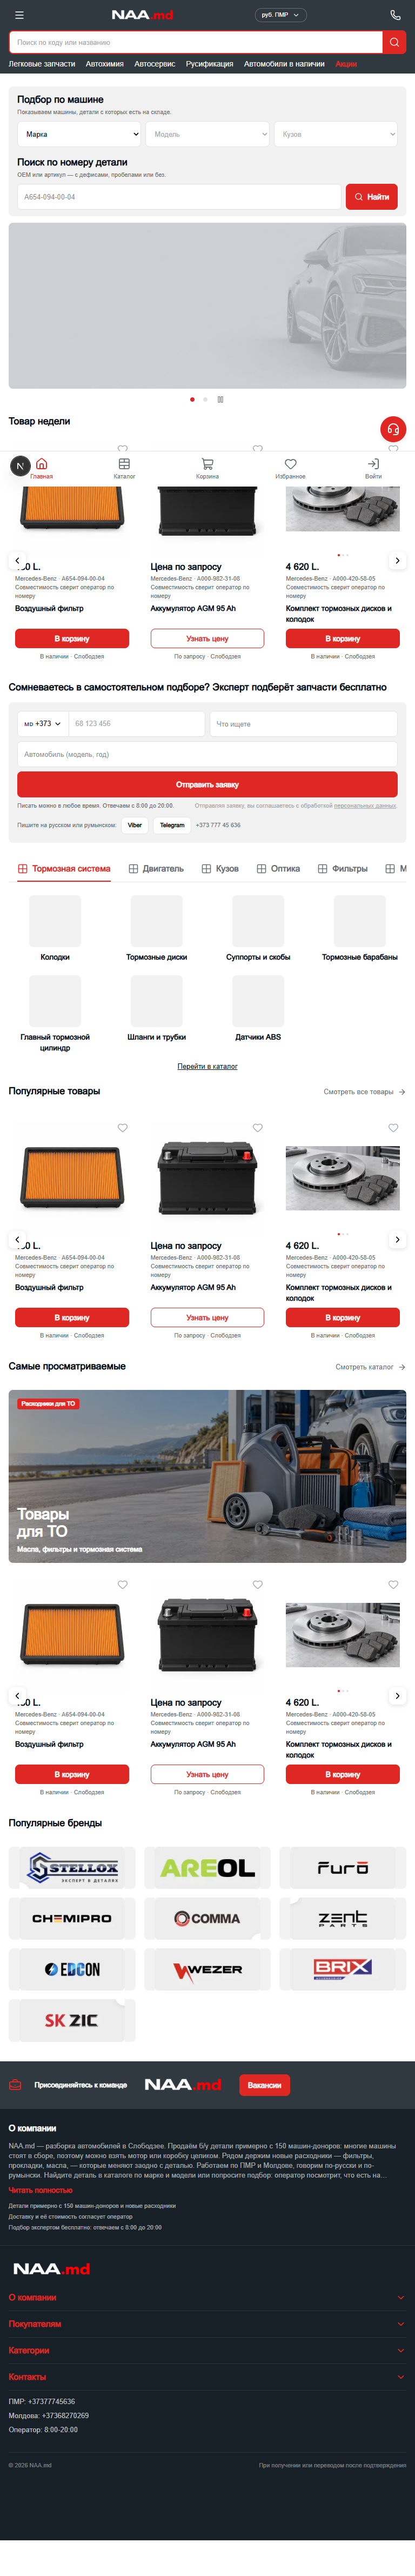 NAA.md
руб. ПМР
Поиск по коду или названию
Легковые запчасти Автохимия Автосервис Русификация Автомобили в наличии Акции
Подбор по машине
Показываем машины, детали с которых есть на складе.
Марка Модель Кузов
Поиск по номеру детали
OEM или артикул — с дефисами, пробелами или без.
A654-094-00-04 Найти
Товар недели
N
Главная Каталог Корзина Избранное Войти
Цена по запросу 4 620 L.
Mercedes-Benz · A654-094-00-04 Mercedes-Benz · A000-982-31-08 Mercedes-Benz · A000-420-58-05
Совместимость сверит оператор по номеру Совместимость сверит оператор по номеру Совместимость сверит оператор по номеру
Воздушный фильтр Аккумулятор AGM 95 Ah Комплект тормозных дисков и колодок
В корзину Узнать цену В корзину
В наличии · Слободзея По запросу · Слободзея В наличии · Слободзея
Сомневаетесь в самостоятельном подборе? Эксперт подберёт запчасти бесплатно
MD +373 68 123 456 Что ищете
Автомобиль (модель, год)
Отправить заявку
Писать можно в любое время. Отвечаем с 8:00 до 20:00. Отправляя заявку, вы соглашаетесь с обработкой персональных данных.
Пишите на русском или румынском: Viber Telegram +373 777 45 636
Тормозная система Двигатель Кузов Оптика Фильтры М
Колодки Тормозные диски Суппорты и скобы Тормозные барабаны
Главный тормозной цилиндр Шланги и трубки Датчики ABS
Перейти в каталог
Популярные товары Смотреть все товары
Цена по запросу 4 620 L.
Mercedes-Benz · A654-094-00-04 Mercedes-Benz · A000-982-31-08 Mercedes-Benz · A000-420-58-05
Совместимость сверит оператор по номеру Совместимость сверит оператор по номеру Совместимость сверит оператор по номеру
Воздушный фильтр Аккумулятор AGM 95 Ah Комплект тормозных дисков и колодок
В корзину Узнать цену В корзину
В наличии · Слободзея По запросу · Слободзея В наличии · Слободзея
Самые просматриваемые Смотреть каталог
Расходники для ТО
Товары
для ТО
Масла, фильтры и тормозная система
Цена по запросу 4 620 L.
Mercedes-Benz · A654-094-00-04 Mercedes-Benz · A000-982-31-08 Mercedes-Benz · A000-420-58-05
Совместимость сверит оператор по номеру Совместимость сверит оператор по номеру Совместимость сверит оператор по номеру
Воздушный фильтр Аккумулятор AGM 95 Ah Комплект тормозных дисков и колодок
В корзину Узнать цену В корзину
В наличии · Слободзея По запросу · Слободзея В наличии · Слободзея
Популярные бренды
STELLOX ЭКСПЕРТ В ДЕТАЛЯХ AREOL FURO
CHEMIPRO COMMA ZENT PARTS
EDCON WEZER BRIX
SK ZIC
Присоединяйтесь к команде NAA.md Вакансии
О компании
NAA.md — разборка автомобилей в Слободзее. Продаём б/у детали примерно с 150 машин-доноров: многие машины
стоят в сборе, поэтому можно взять мотор или коробку целиком. Рядом держим новые расходники — фильтры,
прокладки, масла, — которые меняют заодно с деталью. Работаем по ПМР и Молдове, говорим по-русски и по-
румынски. Найдите деталь в каталоге по марке и модели или попросите подбор: оператор посмотрит, что есть на...
Читать полностью
Детали примерно с 150 машин-доноров и новые расходники
Доставку и её стоимость согласует оператор
Подбор экспертом бесплатно: отвечаем с 8:00 до 20:00
NAA.md
О компании
Покупателям
Категории
Контакты
ПМР: +37377745636
Молдова: +37368270269
Оператор: 8:00-20:00
© 2026 NAA.md При получении или переводом после подтверждения